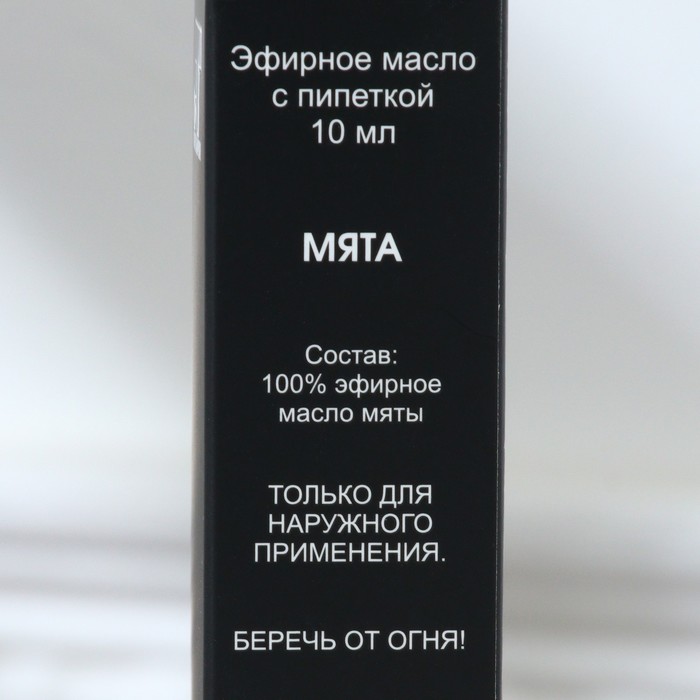 Эфирное масло
с пипеткой
10 мл
МЯТА
Состав:
100% эфирное
масло мяты
ТОЛЬКО ДЛЯ
НАРУЖНОГО
ПРИМЕНЕНИЯ.
БЕРЕЧЬ ОТ ОГНЯ!